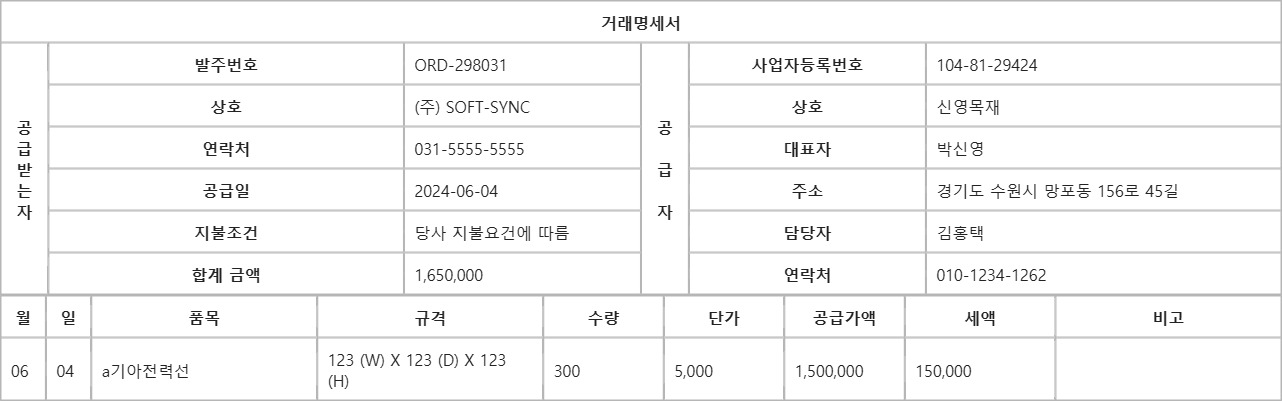 거래명세서
공급받는자
발주번호 ORD-298031
상호 (주) SOFT-SYNC
연락처 031-5555-5555
공급일 2024-06-04
지불조건 당사 지불요건에 따름
합계 금액 1,650,000
공급자
사업자등록번호 104-81-29424
상호 신영목재
대표자 박신영
주소 경기도 수원시 망포동 156로 45길
담당자 김홍택
연락처 010-1234-1262
월 일 품목 규격 수량 단가 공급가액 세액 비고
06 04 a기아전력선 123 (W) X 123 (D) X 123 (H) 300 5,000 1,500,000 150,000